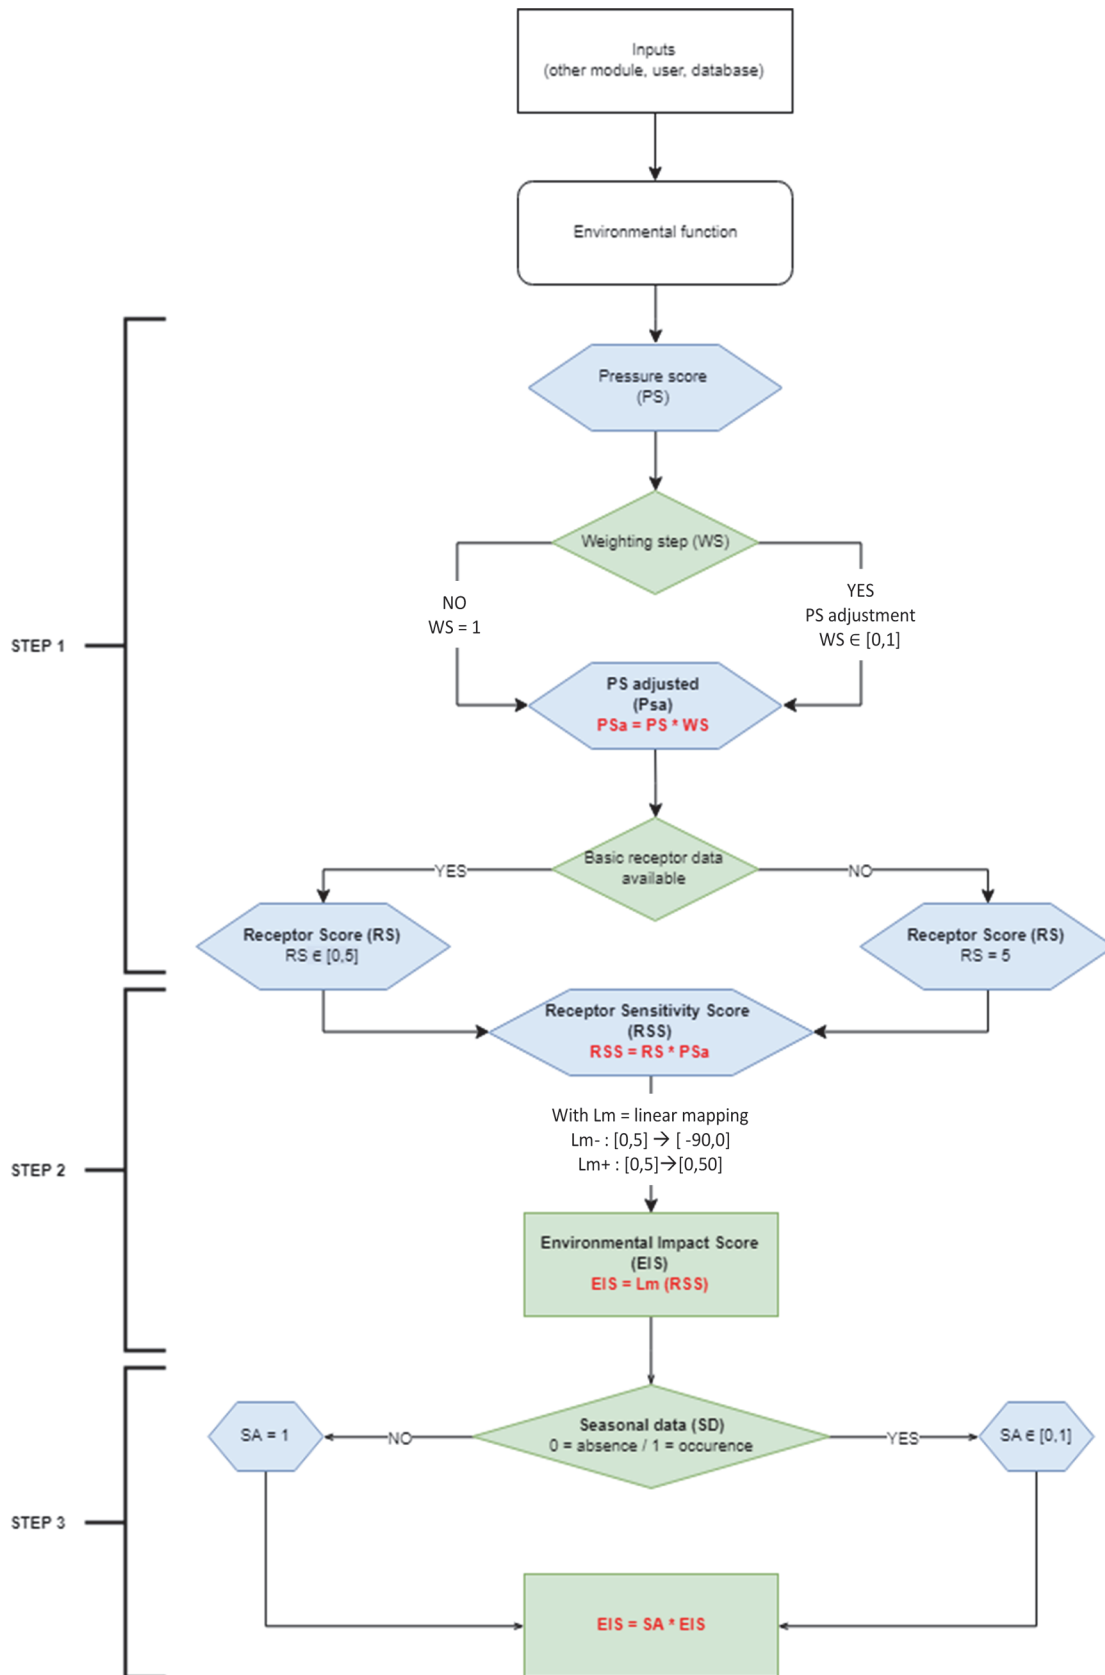 Inputs
(other module, user, database)
Environmental function
Pressure score
(PS)
Weighting step (WS)
NO
WS = 1
YES
PS adjustment
WS ∈ [0,1]
STEP 1
PS adjusted
(Psa)
PSa = PS * WS
Basic receptor data
available
YES
NO
Receptor Score (RS)
RS ∈ [0,5]
Receptor Score (RS)
RS = 5
Receptor Sensitivity Score
(RSS)
RSS = RS * PSa
With Lm = linear mapping
Lm- : [0,5] → [ -90,0]
Lm+ : [0,5]→[0,50]
STEP 2
Environmental Impact Score
(EIS)
EIS = Lm (RSS)
Seasonal data (SD)
0 = absence / 1 = occurence
NO
YES
SA = 1
SA ∈ [0,1]
STEP 3
EIS = SA * EIS